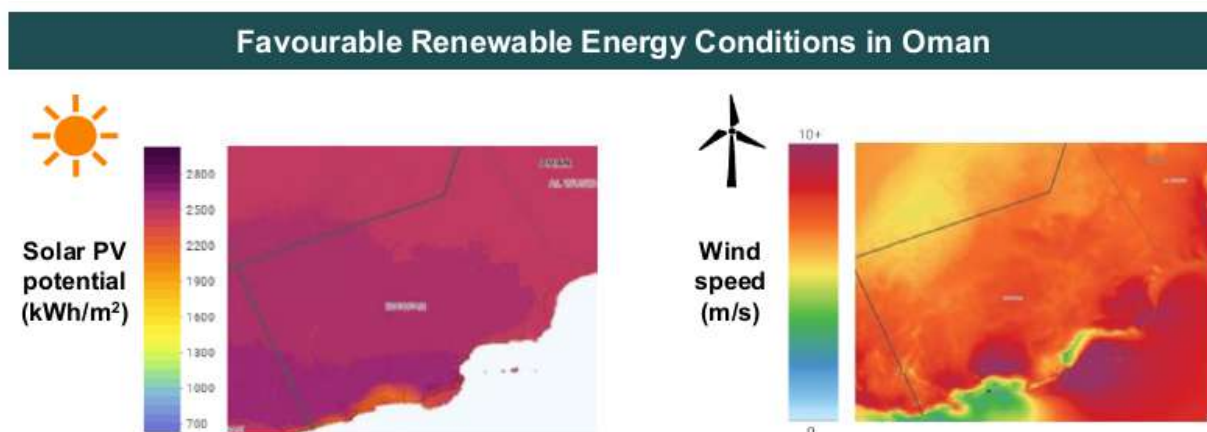 Favourable Renewable Energy Conditions in Oman
Solar PV
potential
(kWh/m²)
2800
2500
2200
1900
1600
1300
1000
700
OMAN
DHOFAR
Wind
speed
(m/s)
10+